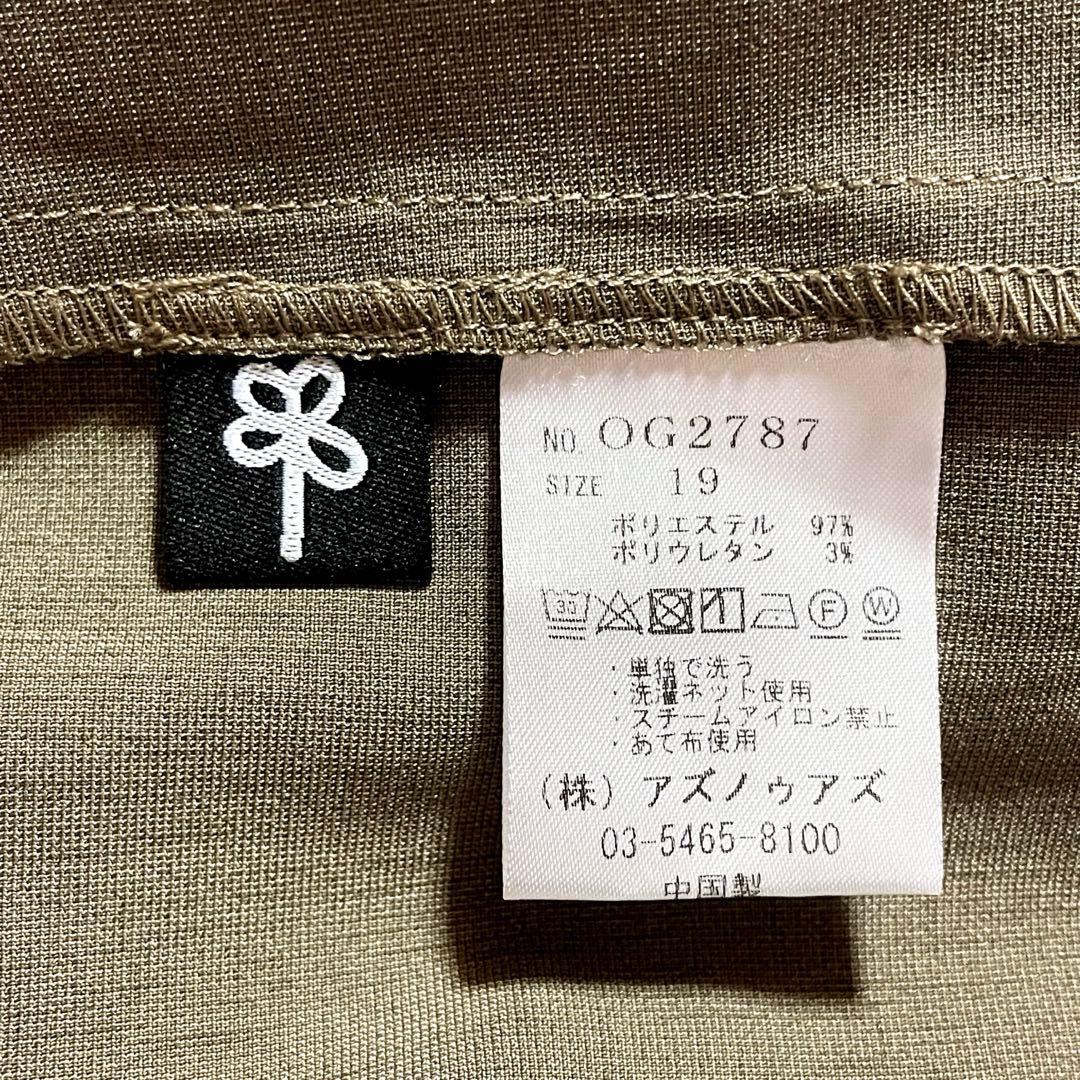 NO. OG2787
SIZE 19
ポリエステル 97%
ポリウレタン 3%
30 F W
・単独で洗う
・洗濯ネット使用
・スチームアイロン禁止
・あて布使用
(株) アズノゥアズ
03-5465-8100
中国製